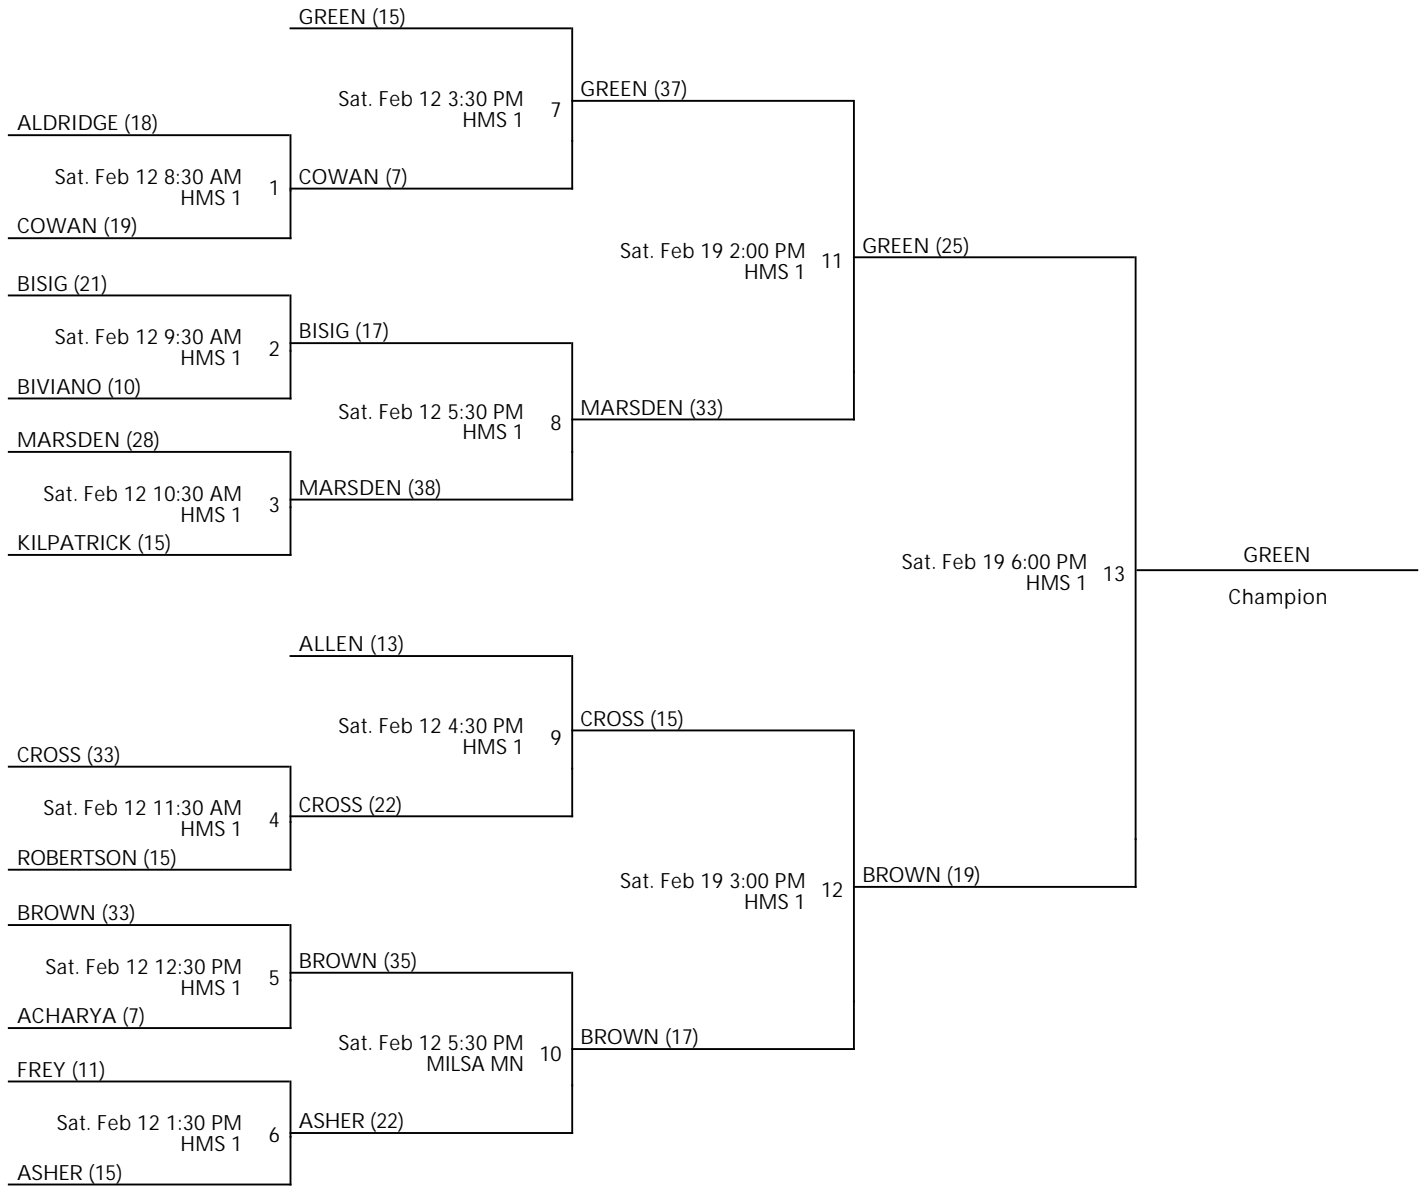 GREEN (15)
Sat. Feb 12 3:30 PM
HMS 1
7
GREEN (37)
ALDRIDGE (18)
Sat. Feb 12 8:30 AM
HMS 1
1
COWAN (7)
COWAN (19)
Sat. Feb 19 2:00 PM
HMS 1
11
GREEN (25)
BISIG (21)
Sat. Feb 12 9:30 AM
HMS 1
2
BISIG (17)
BIVIANO (10)
Sat. Feb 12 5:30 PM
HMS 1
8
MARSDEN (33)
MARSDEN (28)
Sat. Feb 12 10:30 AM
HMS 1
3
MARSDEN (38)
KILPATRICK (15)
Sat. Feb 19 6:00 PM
HMS 1
13
GREEN
Champion
ALLEN (13)
Sat. Feb 12 4:30 PM
HMS 1
9
CROSS (15)
CROSS (33)
Sat. Feb 12 11:30 AM
HMS 1
4
CROSS (22)
ROBERTSON (15)
Sat. Feb 19 3:00 PM
HMS 1
12
BROWN (19)
BROWN (33)
Sat. Feb 12 12:30 PM
HMS 1
5
BROWN (35)
ACHARYA (7)
Sat. Feb 12 5:30 PM
MILSA MN
10
BROWN (17)
FREY (11)
Sat. Feb 12 1:30 PM
HMS 1
6
ASHER (22)
ASHER (15)